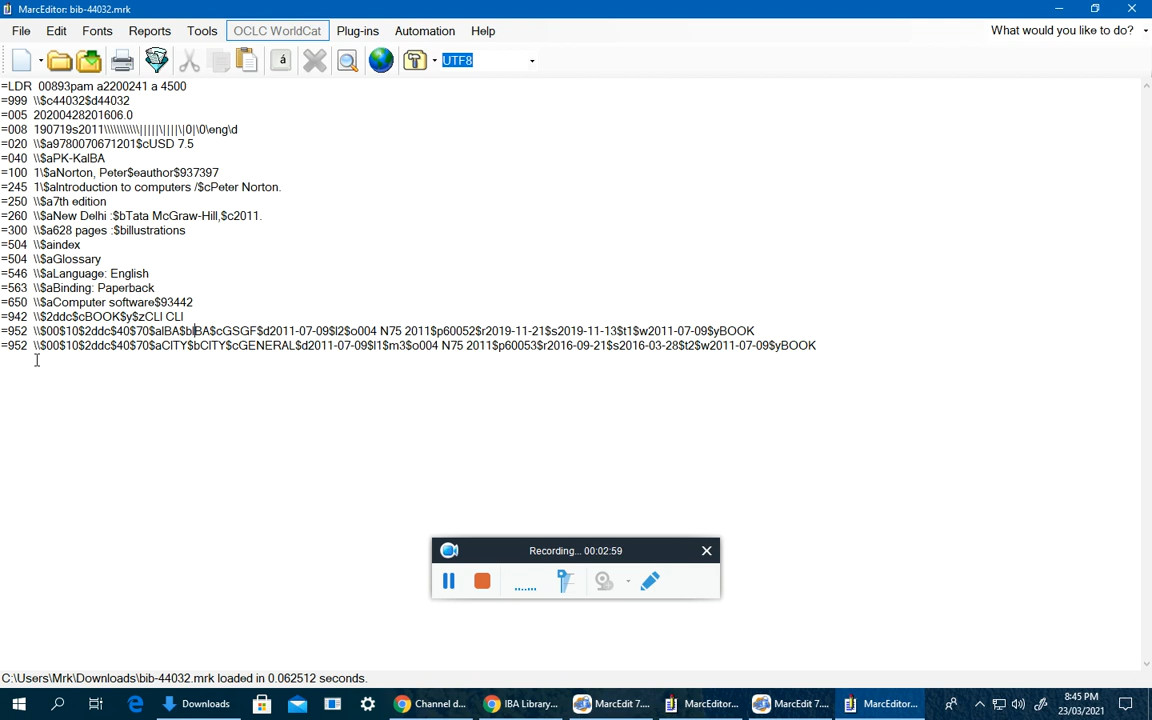 MarcEditor: bib-44032.mrk
File Edit Fonts Reports Tools OCLC WorldCat Plug-ins Automation Help What would you like to do?
á UTF8
=LDR 00893pam a2200241 a 4500
=999 \\$c44032$d44032
=005 20200428201606.0
=008 190719s2011\\\\\\\\\\\|||||\||||\|0|\0\eng\d
=020 \\$a9780070671201$cUSD 7.5
=040 \\$aPK-KaIBA
=100 1\$aNorton, Peter$eauthor$937397
=245 1\$aIntroduction to computers /$cPeter Norton.
=250 \\$a7th edition
=260 \\$aNew Delhi :$bTata McGraw-Hill,$c2011.
=300 \\$a628 pages :$billustrations
=504 \\$aindex
=504 \\$aGlossary
=546 \\$aLanguage: English
=563 \\$aBinding: Paperback
=650 \\$aComputer software$93442
=942 \\$2ddc$cBOOK$y$zCLI CLI
=952 \\$00$10$2ddc$40$70$aIBA$bIBA$cGSGF$d2011-07-09$l2$o004 N75 2011$p60052$r2019-11-21$s2019-11-13$t1$w2011-07-09$yBOOK
=952 \\$00$10$2ddc$40$70$aCITY$bCITY$cGENERAL$d2011-07-09$l1$m3$o004 N75 2011$p60053$r2016-09-21$s2016-03-28$t2$w2011-07-09$yBOOK
Recording... 00:02:59
C:\Users\Mrk\Downloads\bib-44032.mrk loaded in 0.062512 seconds.
Downloads Channel d... IBA Library,... MarcEdit 7.... MarcEditor... MarcEdit 7.... MarcEditor...
8:45 PM
23/03/2021